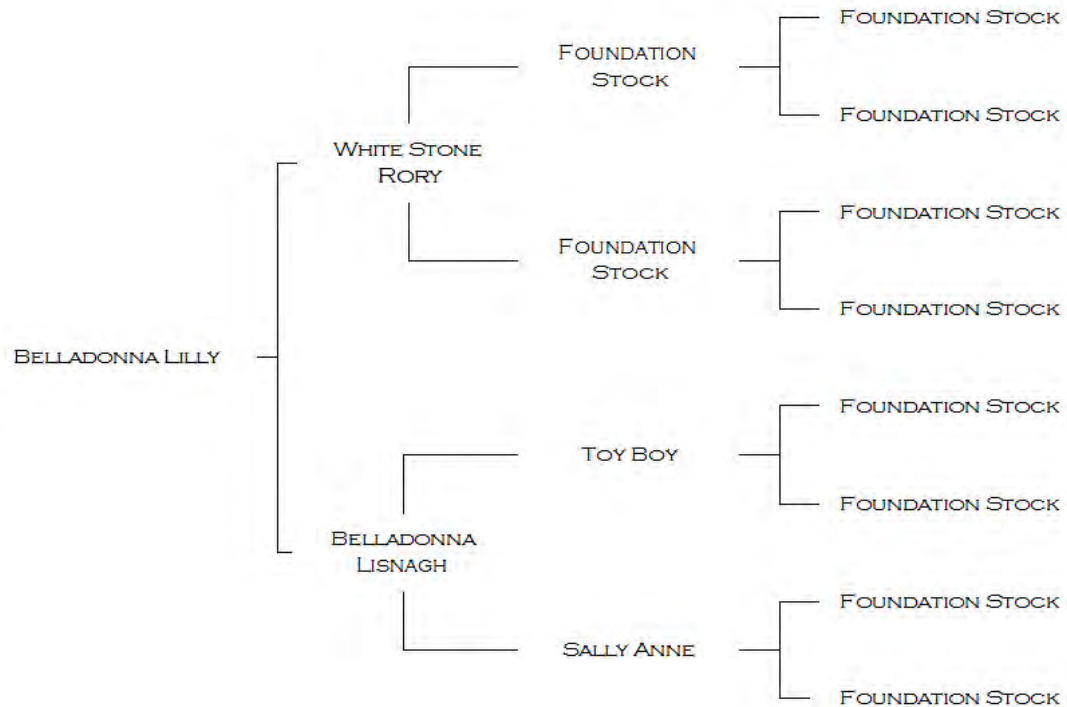 Foundation Stock
Foundation
Stock
Foundation Stock
White Stone
Rory
Foundation Stock
Foundation
Stock
Foundation Stock
Belladonna Lilly
Foundation Stock
Toy Boy
Foundation Stock
Belladonna
Lisnagh
Foundation Stock
Sally Anne
Foundation Stock